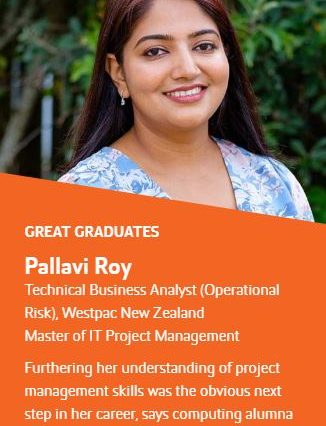 GREAT GRADUATES
Pallavi Roy
Technical Business Analyst (Operational
Risk), Westpac New Zealand
Master of IT Project Management
Furthering her understanding of project
management skills was the obvious next
step in her career, says computing alumna